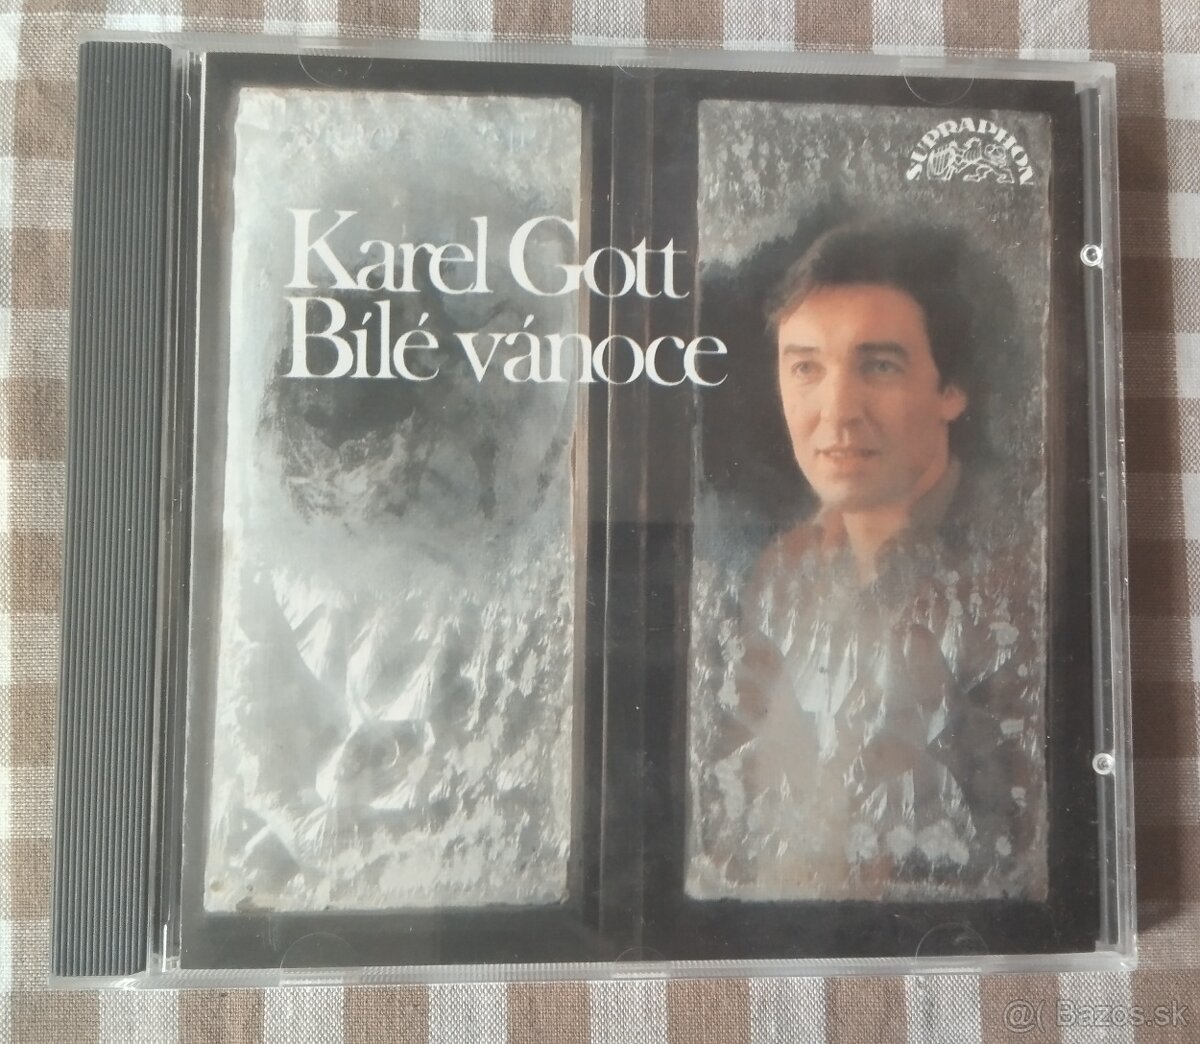 SUPRAPHON
Karel Gott
Bílé vánoce
@( Bazos.sk